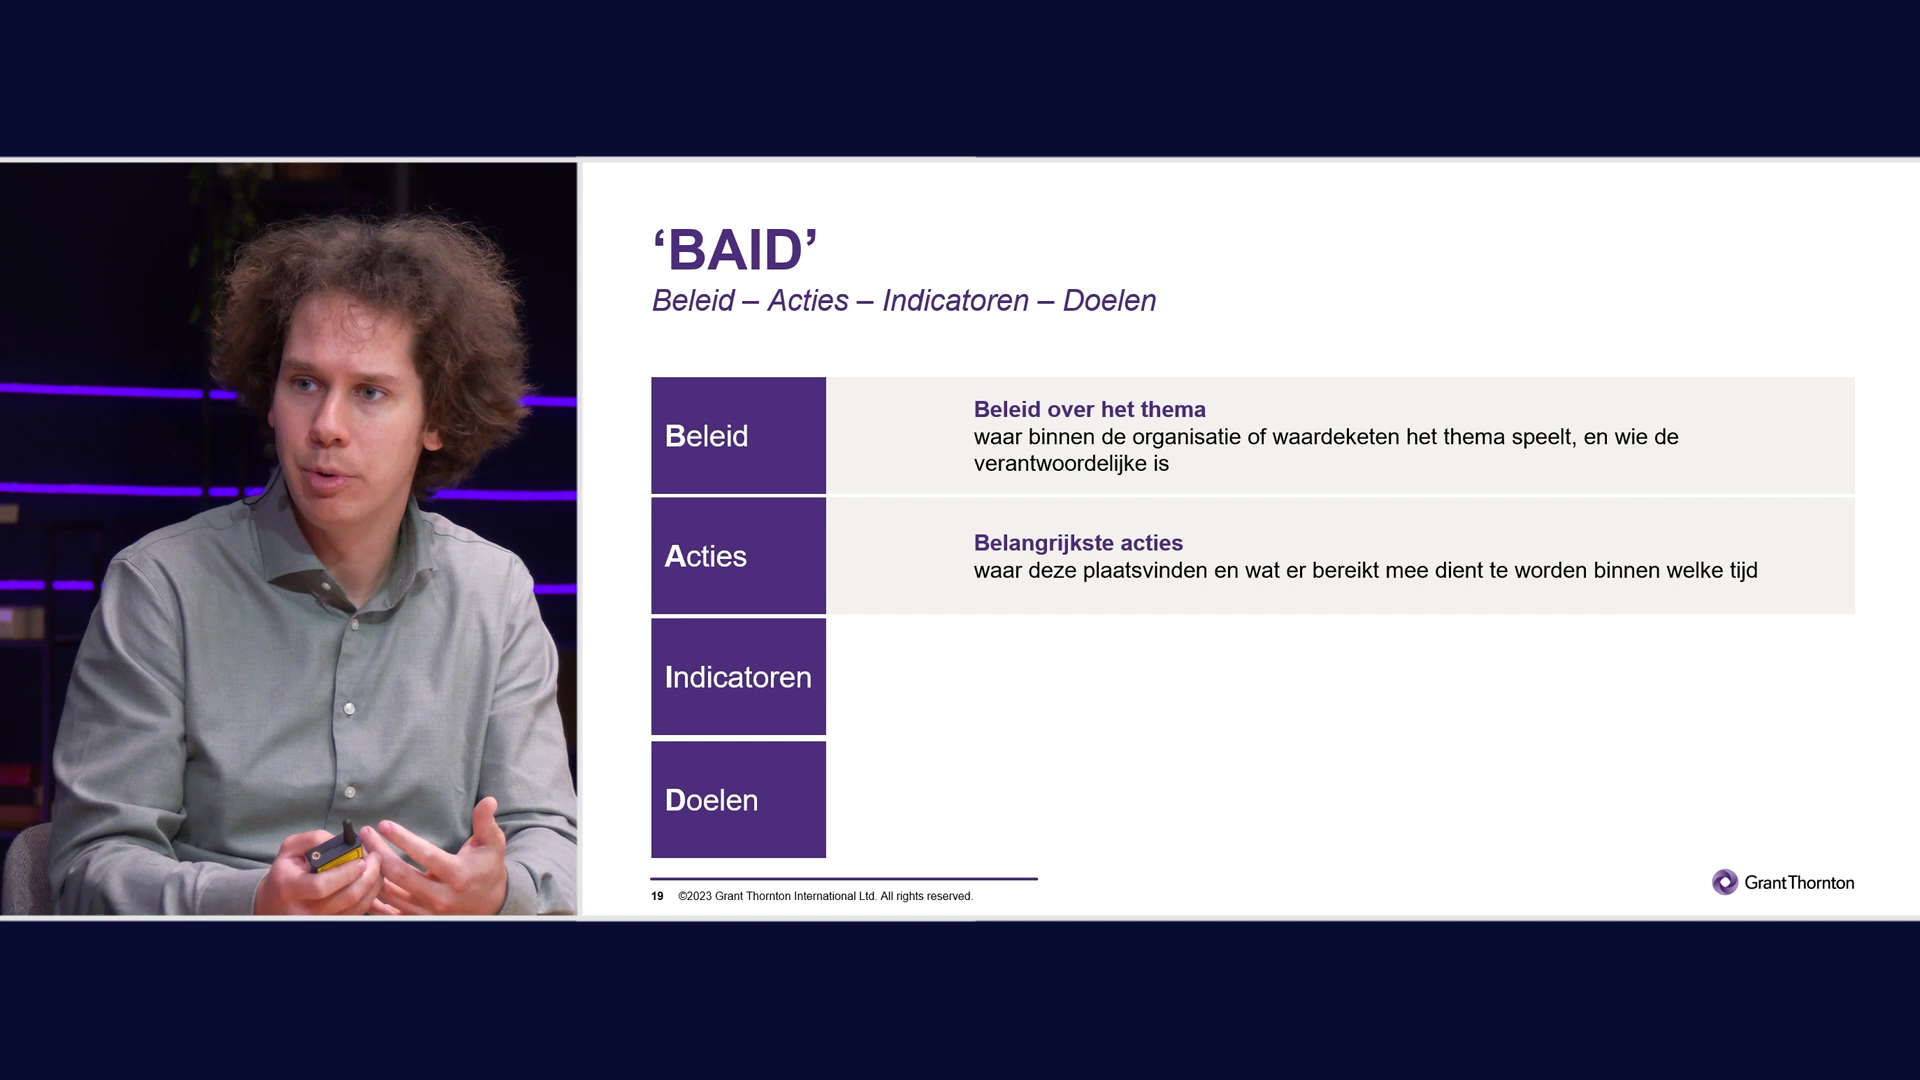 ‘BAID’
Beleid – Acties – Indicatoren – Doelen
Beleid
Beleid over het thema
waar binnen de organisatie of waardeketen het thema speelt, en wie de
verantwoordelijke is
Acties
Belangrijkste acties
waar deze plaatsvinden en wat er bereikt mee dient te worden binnen welke tijd
Indicatoren
Doelen
19 ©2023 Grant Thornton International Ltd. All rights reserved.
GrantThornton